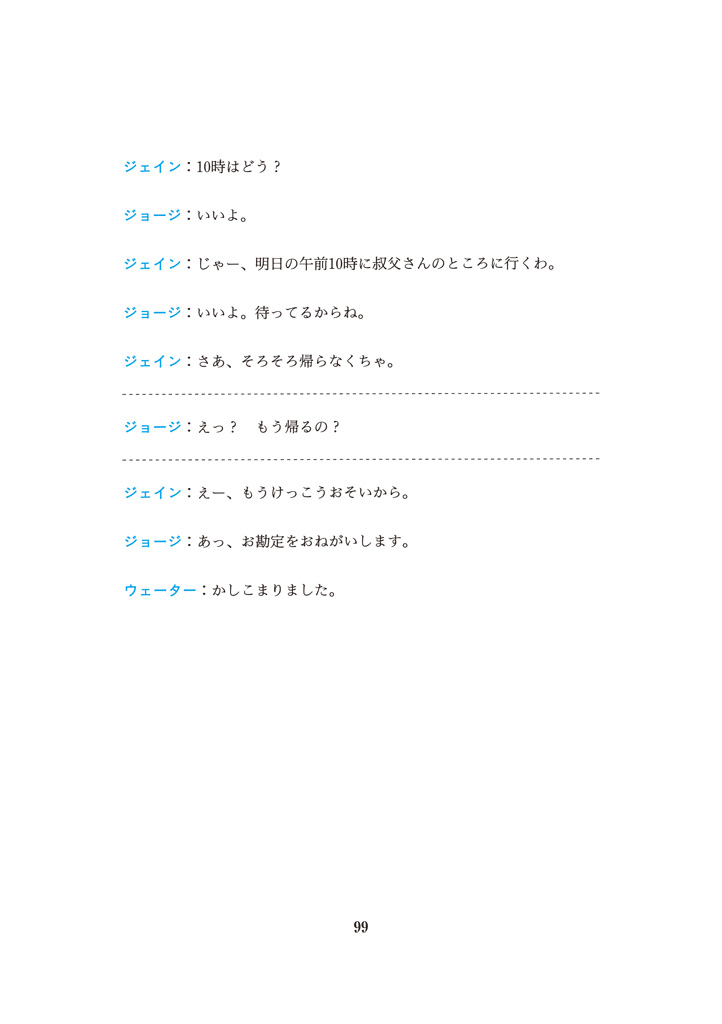 ジェイン：10時はどう？
ジョージ：いいよ。
ジェイン：じゃー、明日の午前10時に叔父さんのところに行くわ。
ジョージ：いいよ。待ってるからね。
ジェイン：さあ、そろそろ帰らなくちゃ。
ジョージ：えっ？　もう帰るの？
ジェイン：えー、もうけっこうおそいから。
ジョージ：あっ、お勘定をおねがいします。
ウェーター：かしこまりました。
99